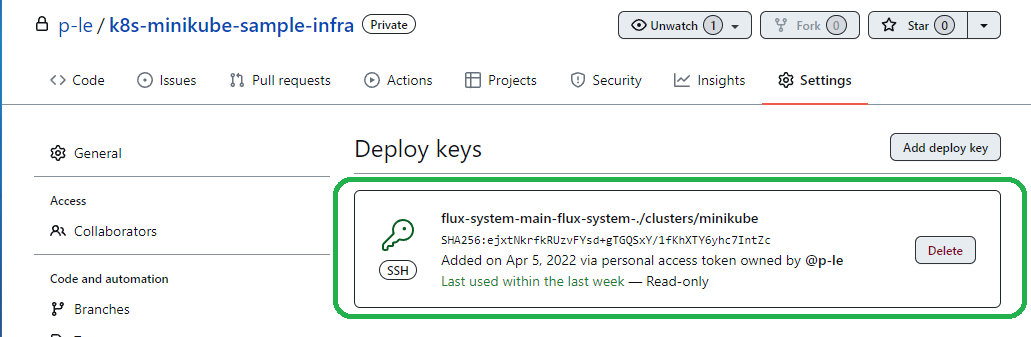 p-le / k8s-minikube-sample-infra Private Unwatch 1 Fork 0 Star 0
Code Issues Pull requests Actions Projects Security Insights Settings
General
Access
Collaborators
Code and automation
Branches
Deploy keys Add deploy key
flux-system-main-flux-system-./clusters/minikube
SHA256:ejxtNkrfkRUzvFYsd+gTGQSxY/1fKhXTY6yhc7IntZc
Added on Apr 5, 2022 via personal access token owned by @p-le
Last used within the last week — Read-only
SSH
Delete